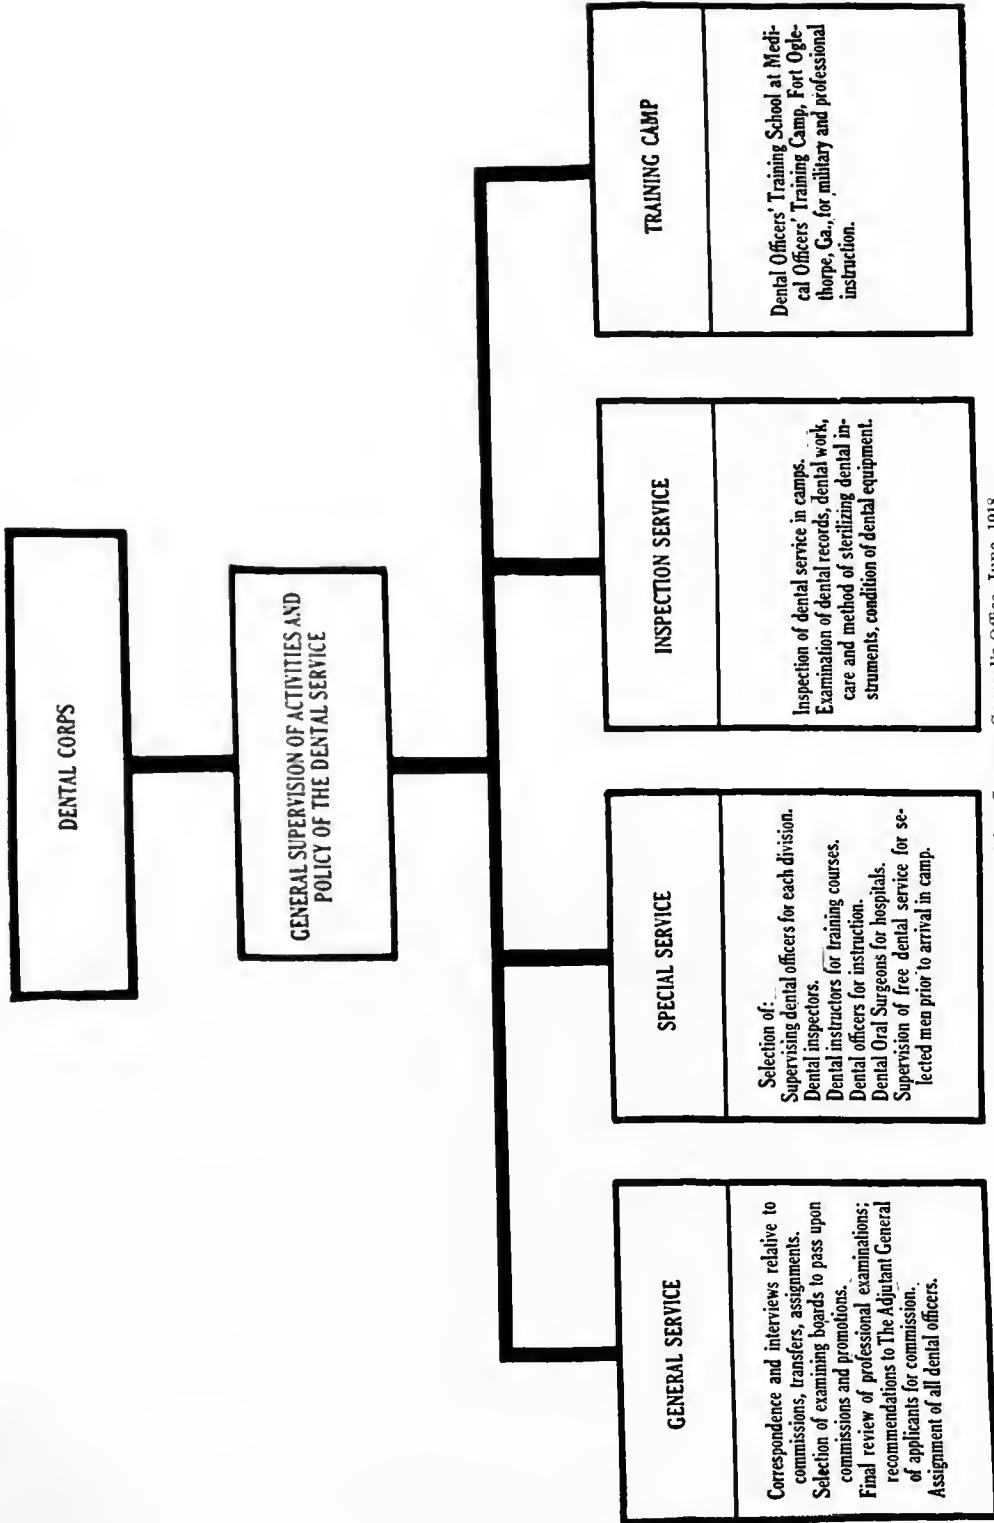 DENTAL CORPS
GENERAL SUPERVISION OF ACTIVITIES AND
POLICY OF THE DENTAL SERVICE
GENERAL SERVICE
Correspondence and interviews relative to
commissions, transfers, assignments.
Selection of examining boards to pass upon
commissions and promotions.
Final review of professional examinations;
recommendations to The Adjutant General
of applicants for commission.
Assignment of all dental officers.
SPECIAL SERVICE
Selection of:
Supervising dental officers for each division.
Dental inspectors.
Dental instructors for training courses.
Dental officers for instruction.
Dental Oral Surgeons for hospitals.
Supervision of free dental service for se-
lected men prior to arrival in camp.
INSPECTION SERVICE
Inspection of dental service in camps.
Examination of dental records, dental work,
care and method of sterilizing dental in-
struments, condition of dental equipment.
TRAINING CAMP
Dental Officers' Training School at Medi-
cal Officers' Training Camp, Fort Ogle-
thorpe, Ga., for military and professional
instruction.
Office, June, 1918